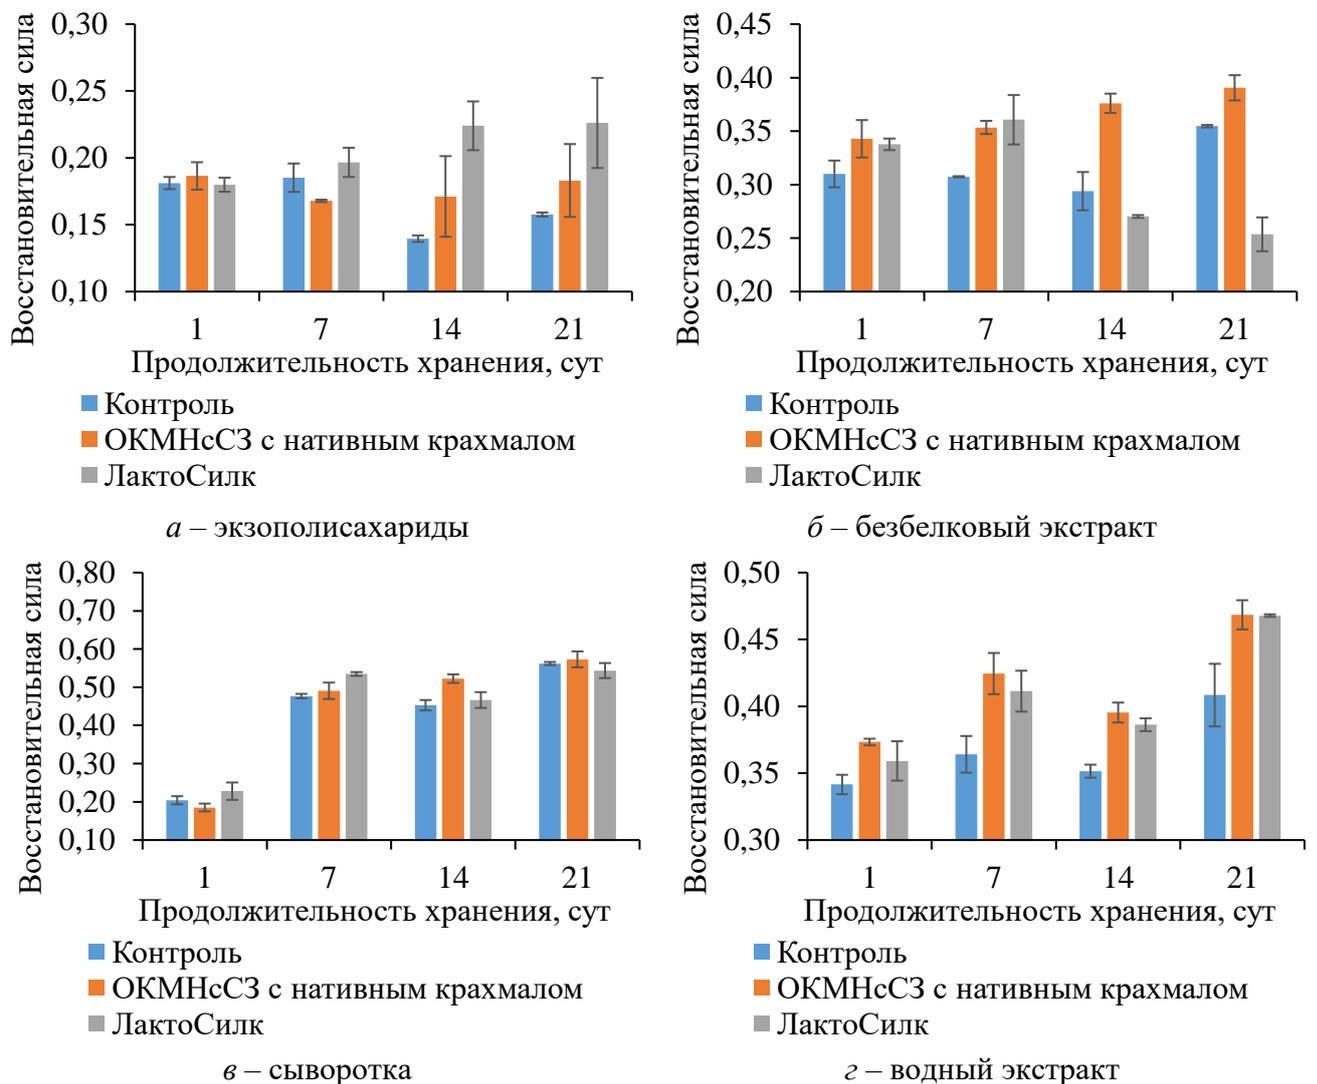 Восстановительная сила
0,30
0,25
0,20
0,15
0,10
1 7 14 21
Продолжительность хранения, сут
Контроль
ОКМНсСЗ с нативным крахмалом
ЛактоСилк
а – экзополисахариды
Восстановительная сила
0,45
0,40
0,35
0,30
0,25
0,20
1 7 14 21
Продолжительность хранения, сут
Контроль
ОКМНсСЗ с нативным крахмалом
ЛактоСилк
б – безбелковый экстракт
Восстановительная сила
0,80
0,70
0,60
0,50
0,40
0,30
0,20
0,10
1 7 14 21
Продолжительность хранения, сут
Контроль
ОКМНсСЗ с нативным крахмалом
ЛактоСилк
в – сыворотка
Восстановительная сила
0,50
0,45
0,40
0,35
0,30
1 7 14 21
Продолжительность хранения, сут
Контроль
ОКМНсСЗ с нативным крахмалом
ЛактоСилк
г – водный экстракт